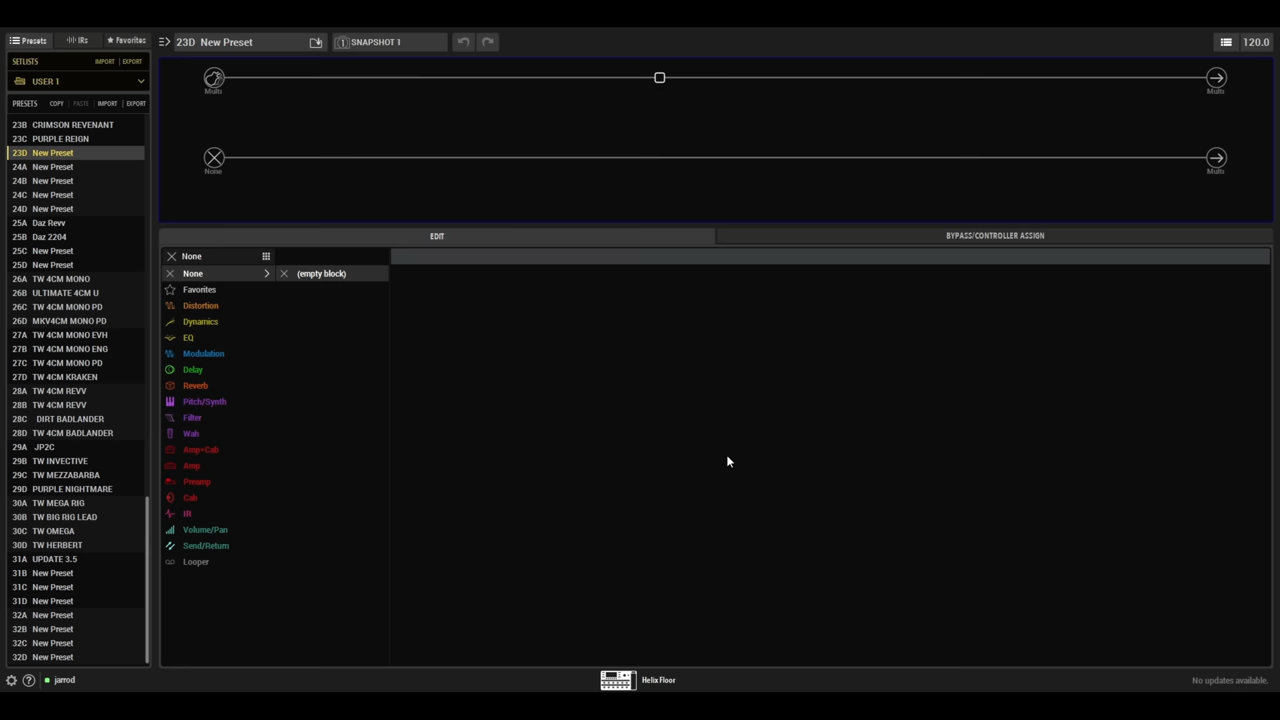 Presets
IRs
Favorites
23D New Preset
1 SNAPSHOT 1
120.0
SETLISTS
IMPORT
EXPORT
USER 1
PRESETS
COPY
PASTE
IMPORT
EXPORT
23B CRIMSON REVENANT
23C PURPLE REIGN
23D New Preset
24A New Preset
24B New Preset
24C New Preset
24D New Preset
25A Daz Revv
25B Daz 2204
25C New Preset
25D New Preset
26A TW 4CM MONO
26B ULTIMATE 4CM U
26C TW 4CM MONO PD
26D MKV4CM MONO PD
27A TW 4CM MONO EVH
27B TW 4CM MONO ENG
27C TW 4CM MONO PD
27D TW 4CM KRAKEN
28A TW 4CM REVV
28B TW 4CM REVV
28C DIRT BADLANDER
28D TW 4CM BADLANDER
29A JP2C
29B TW INVECTIVE
29C TW MEZZABARBA
29D PURPLE NIGHTMARE
30A TW MEGA RIG
30B TW BIG RIG LEAD
30C TW OMEGA
30D TW HERBERT
31A UPDATE 3.5
31B New Preset
31C New Preset
31D New Preset
32A New Preset
32B New Preset
32C New Preset
32D New Preset
Multi
Multi
None
Multi
EDIT
BYPASS/CONTROLLER ASSIGN
None
None
(empty block)
Favorites
Distortion
Dynamics
EQ
Modulation
Delay
Reverb
Pitch/Synth
Filter
Wah
Amp+Cab
Amp
Preamp
Cab
IR
Volume/Pan
Send/Return
Looper
jarrod
Helix Floor
No updates available.